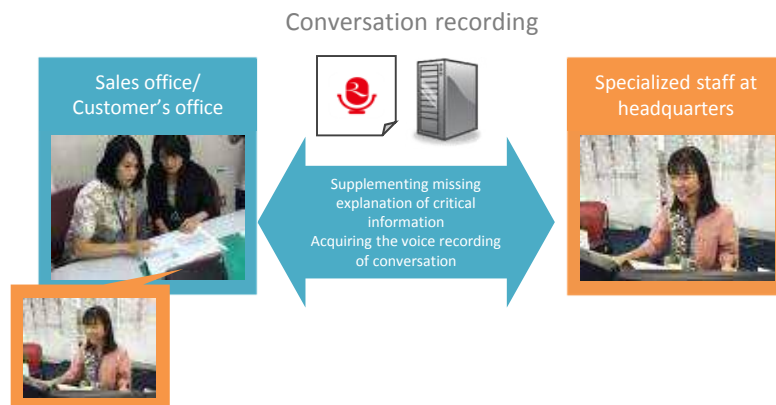 Conversation recording
Sales office/
Customer's office
Specialized staff at
headquarters
Supplementing missing
explanation of critical
information
Acquiring the voice recording
of conversation